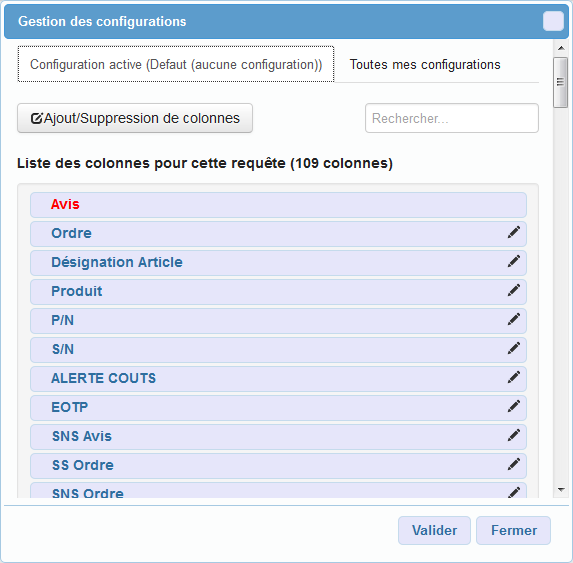 Gestion des configurations
Configuration active (Defaut (aucune configuration))
Toutes mes configurations
Ajout/Suppression de colonnes
Rechercher...
Liste des colonnes pour cette requête (109 colonnes)
Avis
Ordre
Désignation Article
Produit
P/N
S/N
ALERTE COUTS
EOTP
SNS Avis
SS Ordre
SNS Ordre
Valider
Fermer